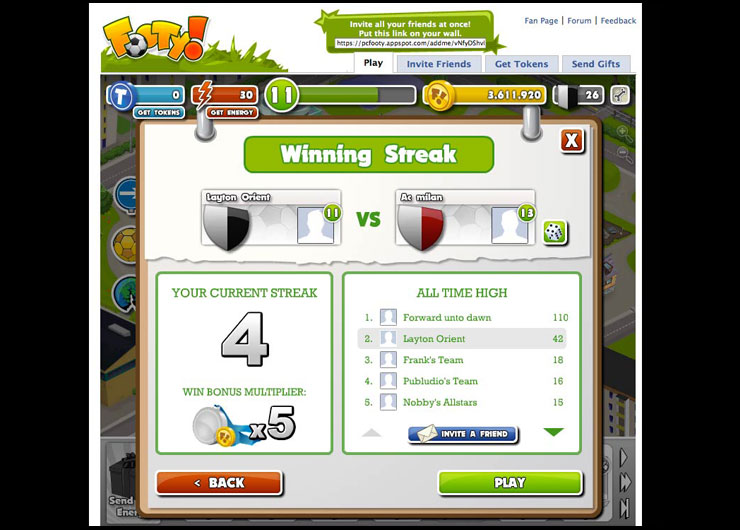 FOOTY!
Invite all your friends at once!
Put this link on your wall.
https://pcfooty.appspot.com/addme/vNfyDShvl
Fan Page | Forum | Feedback
Play
Invite Friends
Get Tokens
Send Gifts
T 0
30
11
3,611,920
26
GET TOKENS
GET ENERGY
X
Winning Streak
Layton Orient
11
VS
Ac milan
13
YOUR CURRENT STREAK
4
WIN BONUS MULTIPLIER:
x5
ALL TIME HIGH
1. Forward unto dawn 110
2. Layton Orient 42
3. Frank's Team 18
4. Publudio's Team 16
5. Nobby's Allstars 15
INVITE A FRIEND
< BACK
PLAY
Send
Ener